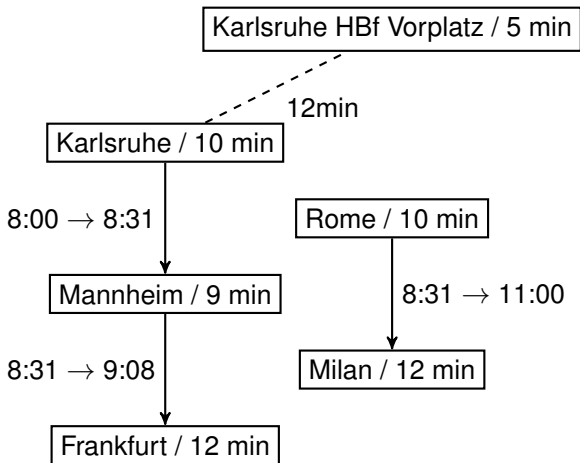 Karlsruhe HBf Vorplatz / 5 min
12min
Karlsruhe / 10 min
8:00 → 8:31
Rome / 10 min
Mannheim / 9 min
8:31 → 11:00
8:31 → 9:08
Milan / 12 min
Frankfurt / 12 min